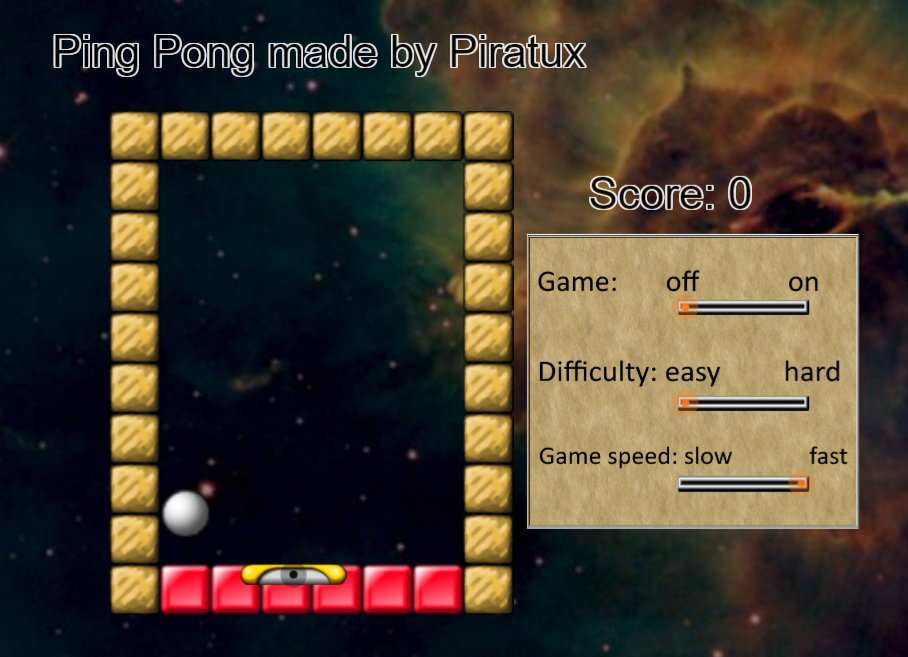 Ping Pong made by Piratux
Score: 0
Game: off on
Difficulty: easy hard
Game speed: slow fast